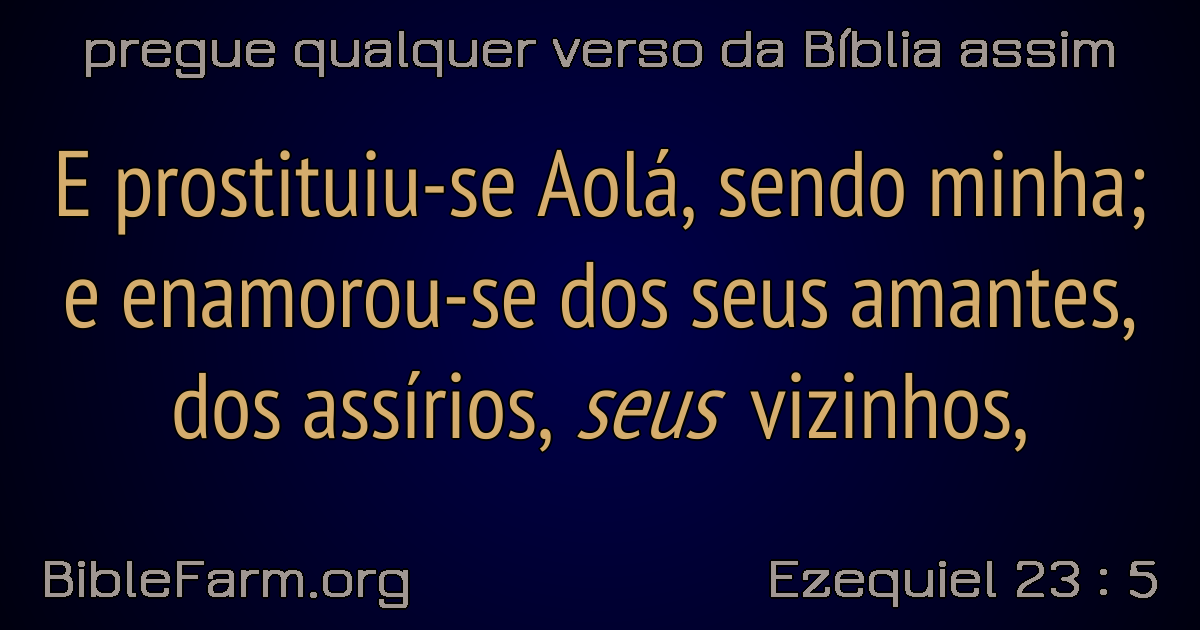 pregue qualquer verso da Bíblia assim
E prostituiu-se Aolá, sendo minha;
e enamorou-se dos seus amantes,
dos assírios, seus vizinhos,
BibleFarm.org
Ezequiel 23 : 5